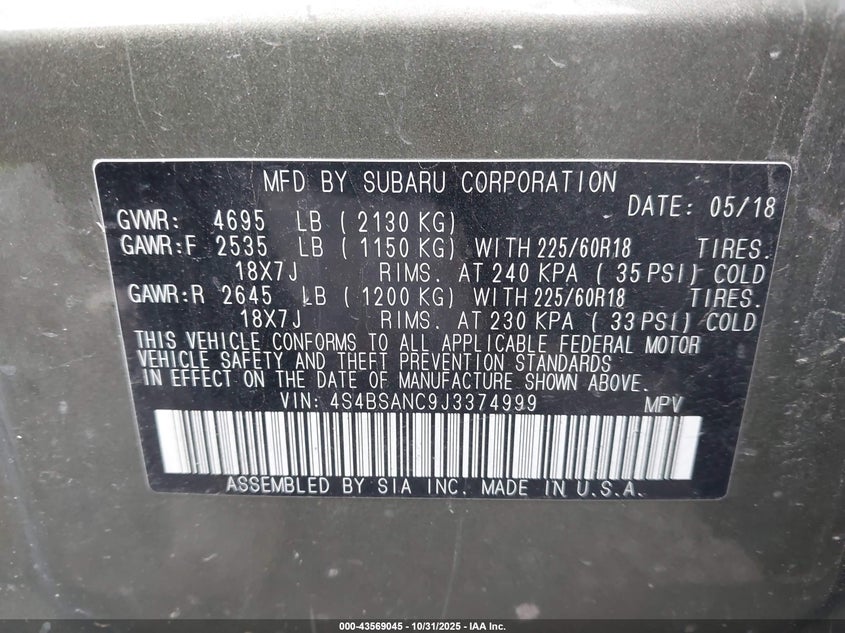 MFD BY SUBARU CORPORATION
DATE: 05/18
GVWR: 4695 LB ( 2130 KG)
GAWR:F 2535 LB ( 1150 KG) WITH 225/60R18 TIRES.
18X7J RIMS. AT 240 KPA ( 35 PSI) COLD
GAWR:R 2645 LB ( 1200 KG) WITH 225/60R18 TIRES.
18X7J RIMS. AT 230 KPA ( 33 PSI) COLD
THIS VEHICLE CONFORMS TO ALL APPLICABLE FEDERAL MOTOR
VEHICLE SAFETY AND THEFT PREVENTION STANDARDS
IN EFFECT ON THE DATE OF MANUFACTURE SHOWN ABOVE.
VIN: 4S4BSANC9J3374999 MPV
ASSEMBLED BY SIA INC. MADE IN U.S.A.
000-43569045 - 10/31/2025 - IAA Inc.